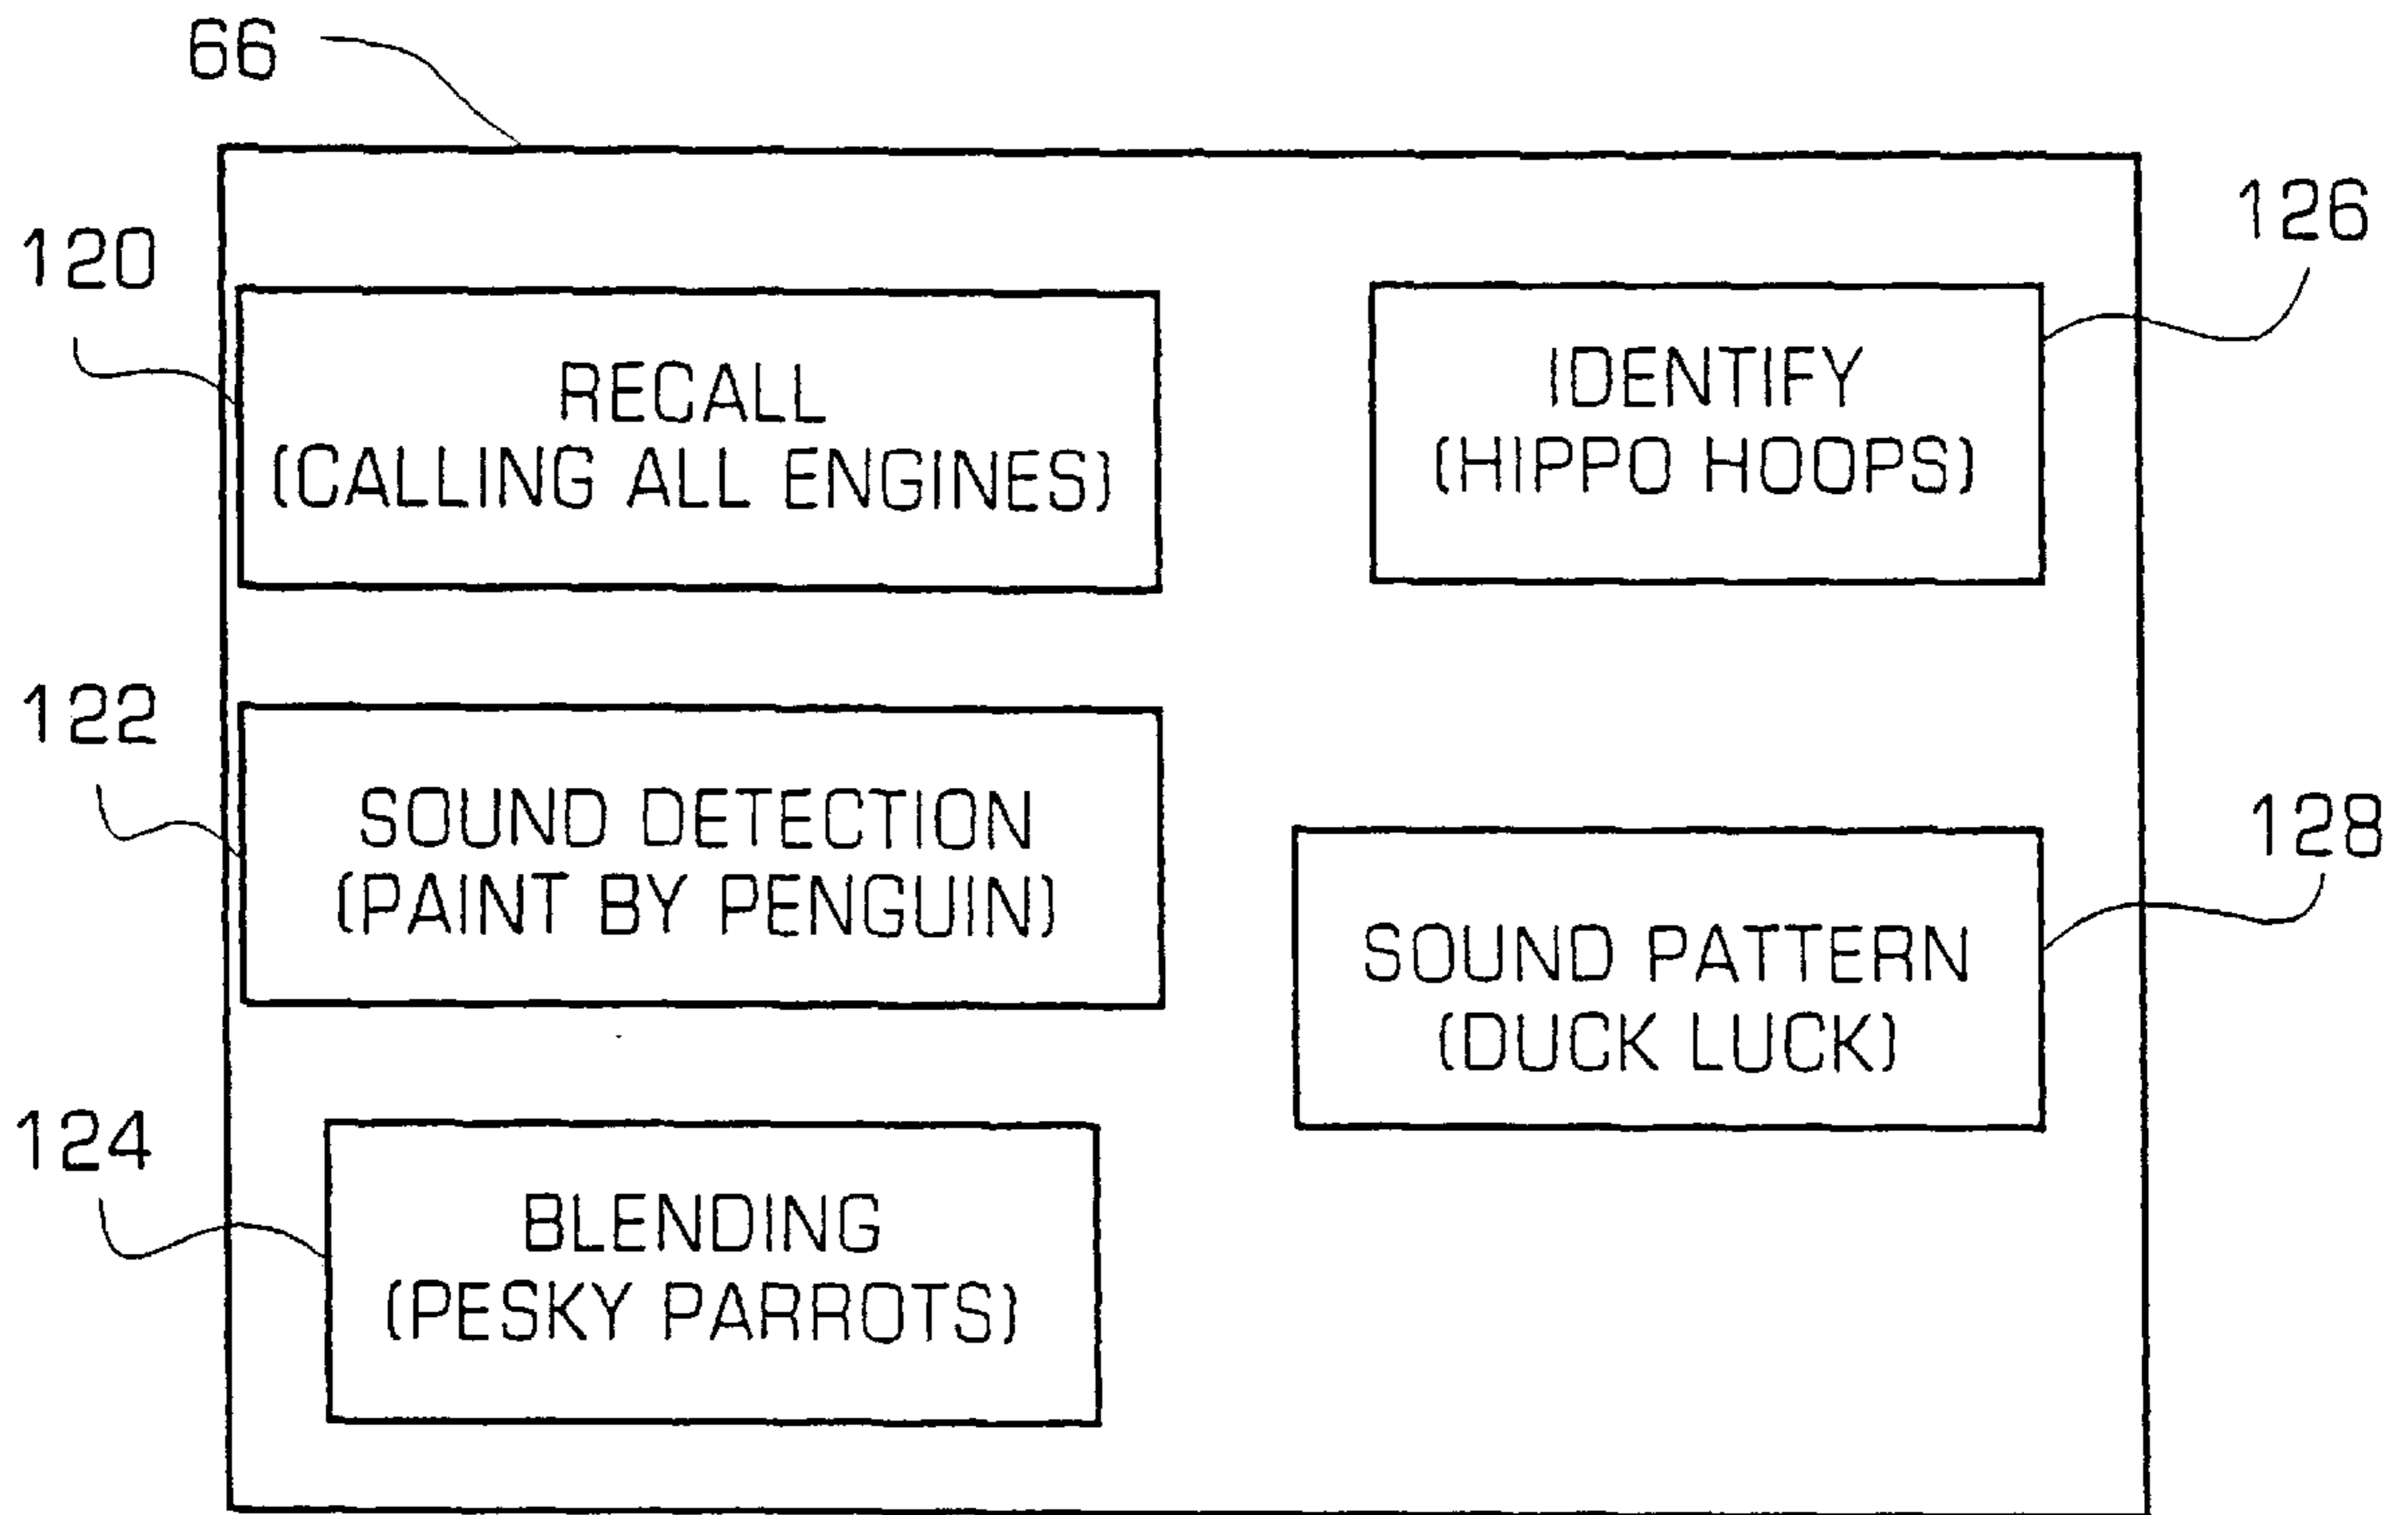 66
120
RECALL
(CALLING ALL ENGINES)
126
IDENTIFY
(HIPPO HOOPS)
122
SOUND DETECTION
(PAINT BY PENGUIN)
128
SOUND PATTERN
(DUCK LUCK)
124
BLENDING
(PESKY PARROTS)